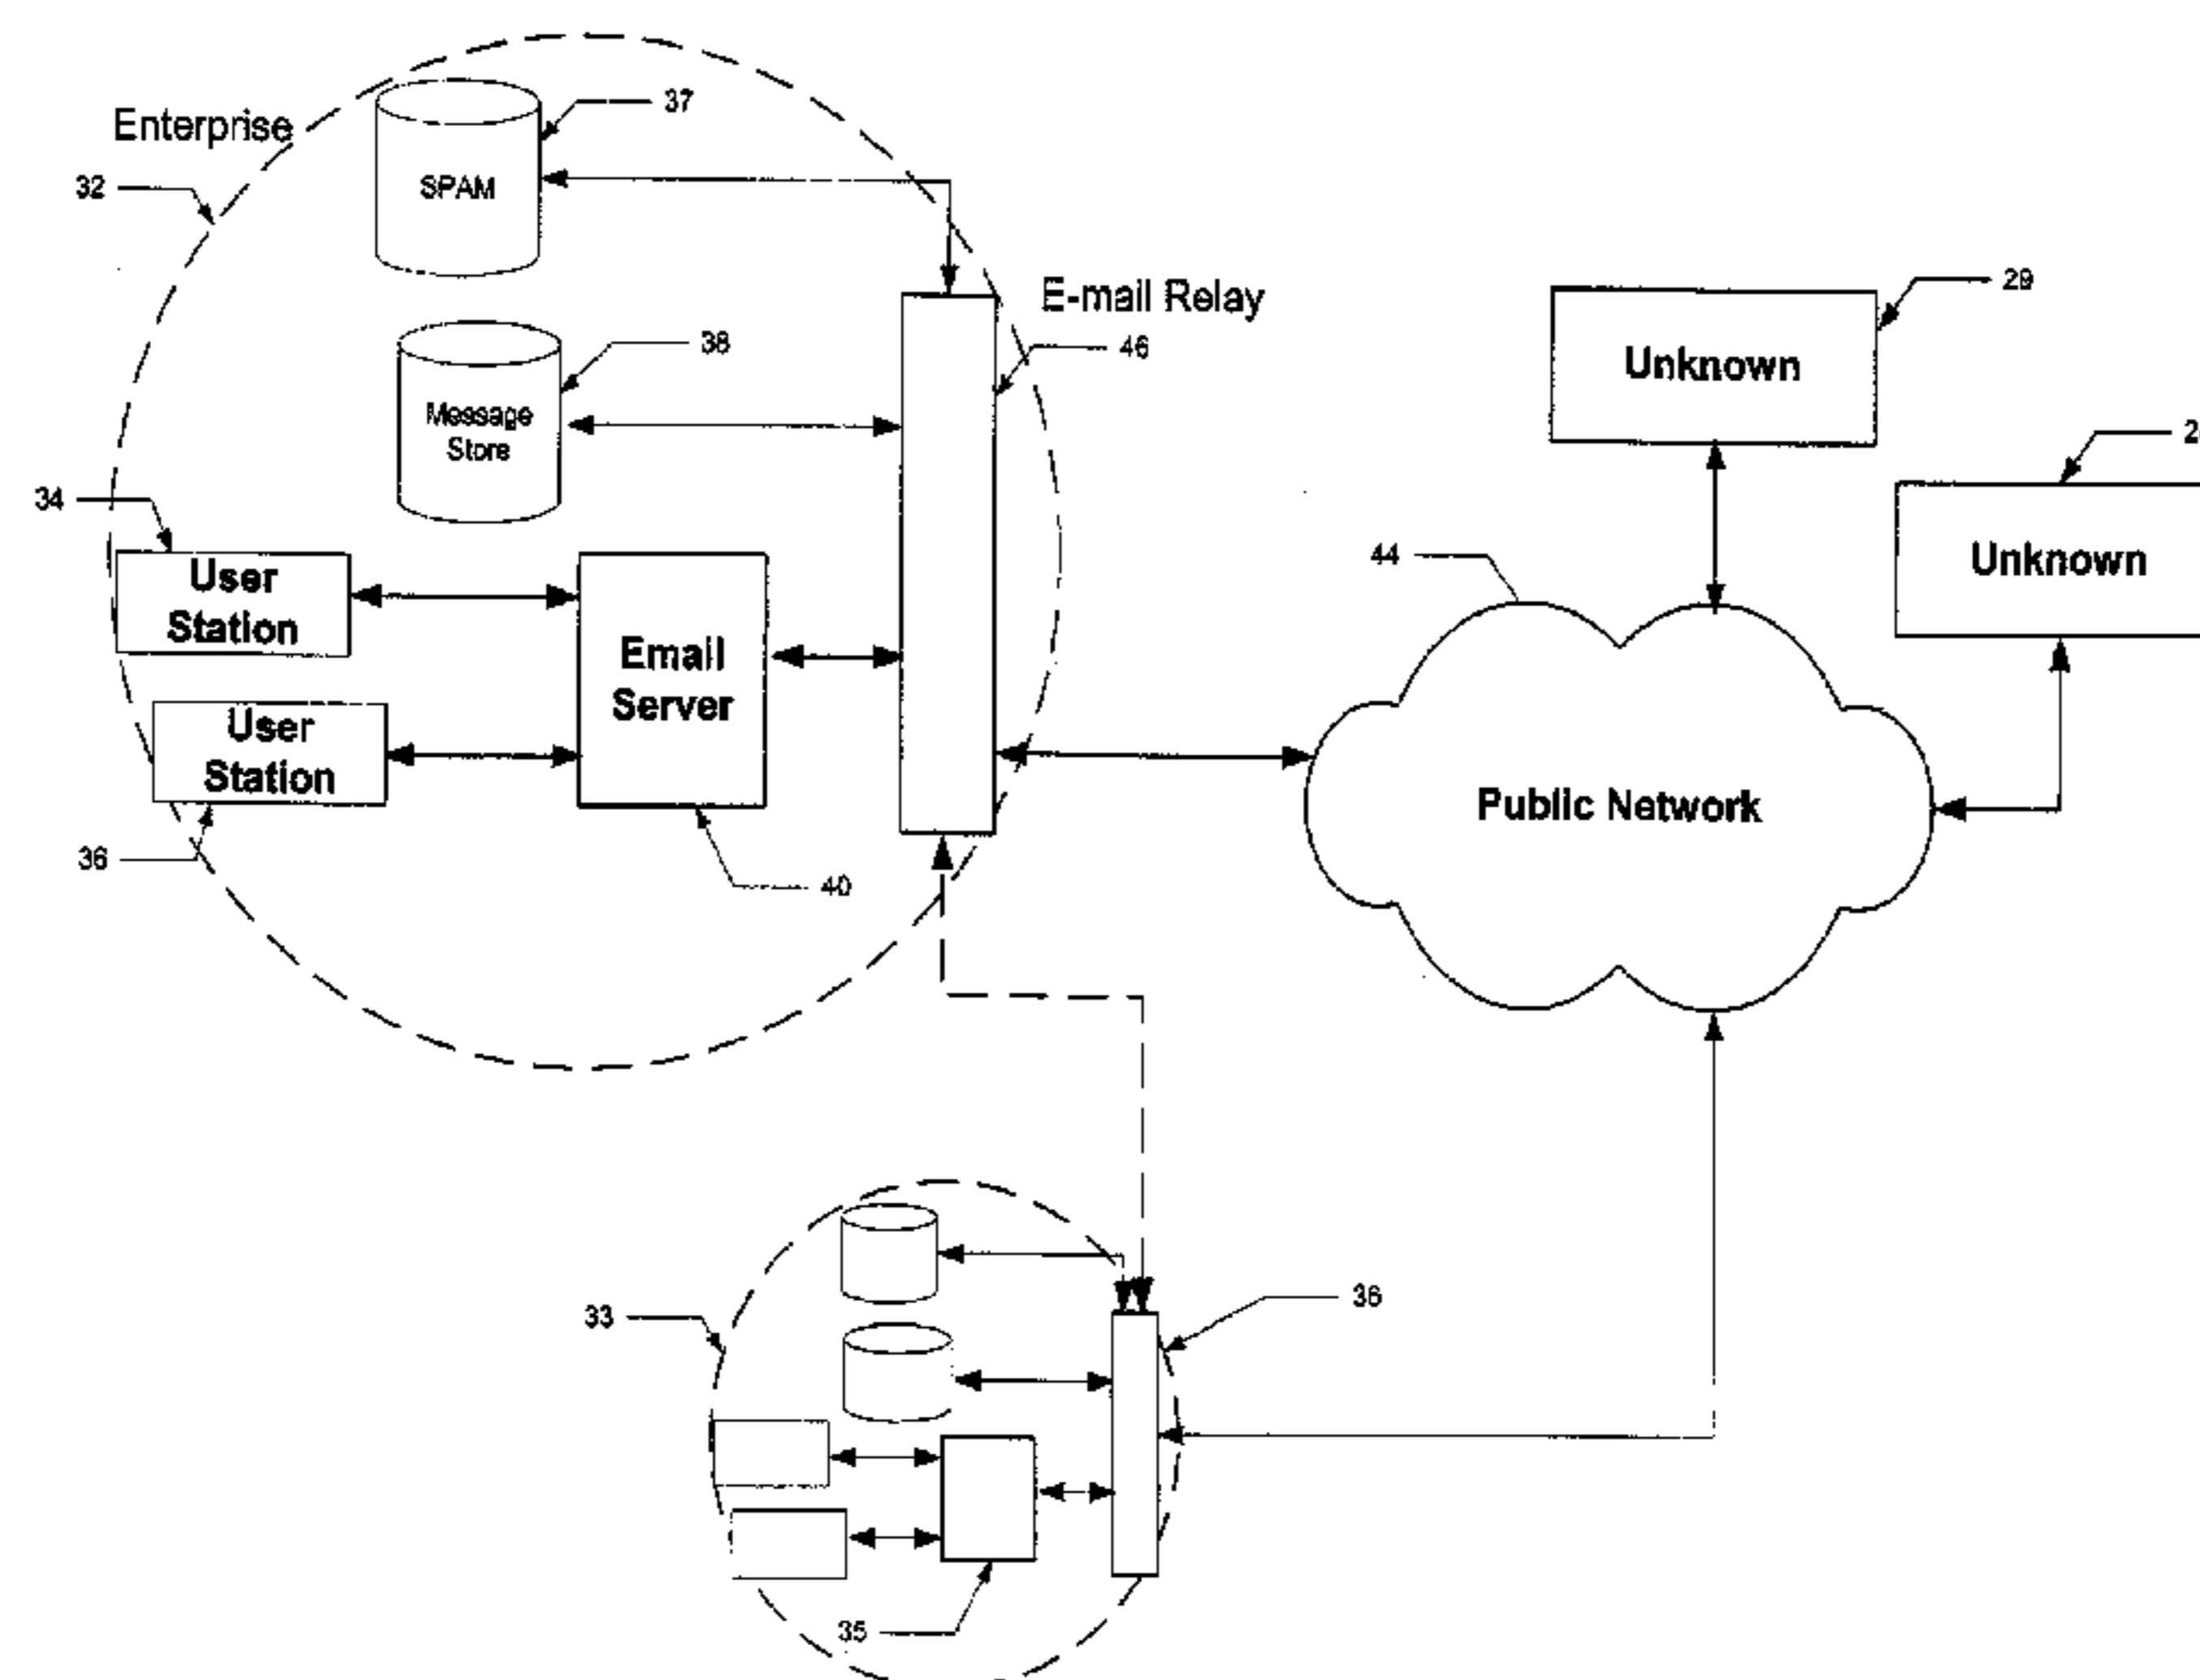 37
Enterprise
32
SPAM
E-mail Relay
29
38
46
Unknown
Message
Store
34
44
User
Station
Unknown
Email
Server
User
Station
Public Network
36
40
33
36
35